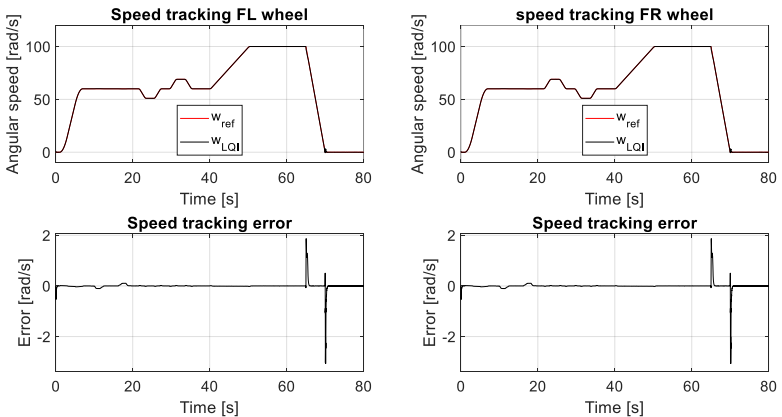 Speed tracking FL wheel
Angular speed [rad/s]
100
50
0
w_ref
w_LQI
0 20 40 60 80
Time [s]
speed tracking FR wheel
Angular speed [rad/s]
100
50
0
w_ref
w_LQI
0 20 40 60 80
Time [s]
Speed tracking error
Error [rad/s]
2
0
-2
0 20 40 60 80
Time [s]
Speed tracking error
Error [rad/s]
2
0
-2
0 20 40 60 80
Time [s]